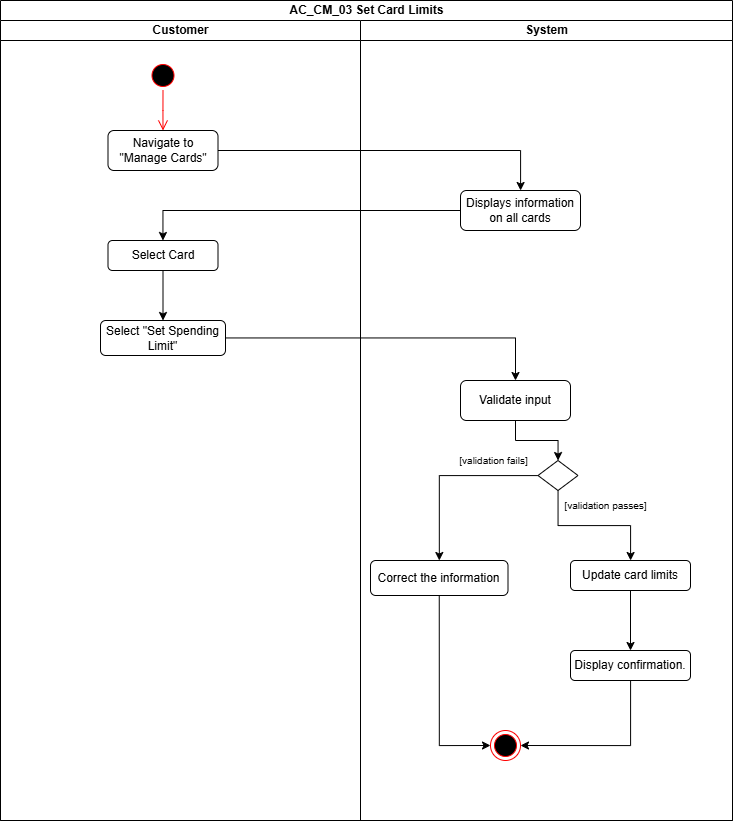 AC_CM_03 Set Card Limits
Customer
System
Navigate to
"Manage Cards"
Displays information
on all cards
Select Card
Select "Set Spending
Limit"
Validate input
[validation fails]
[validation passes]
Correct the information
Update card limits
Display confirmation.